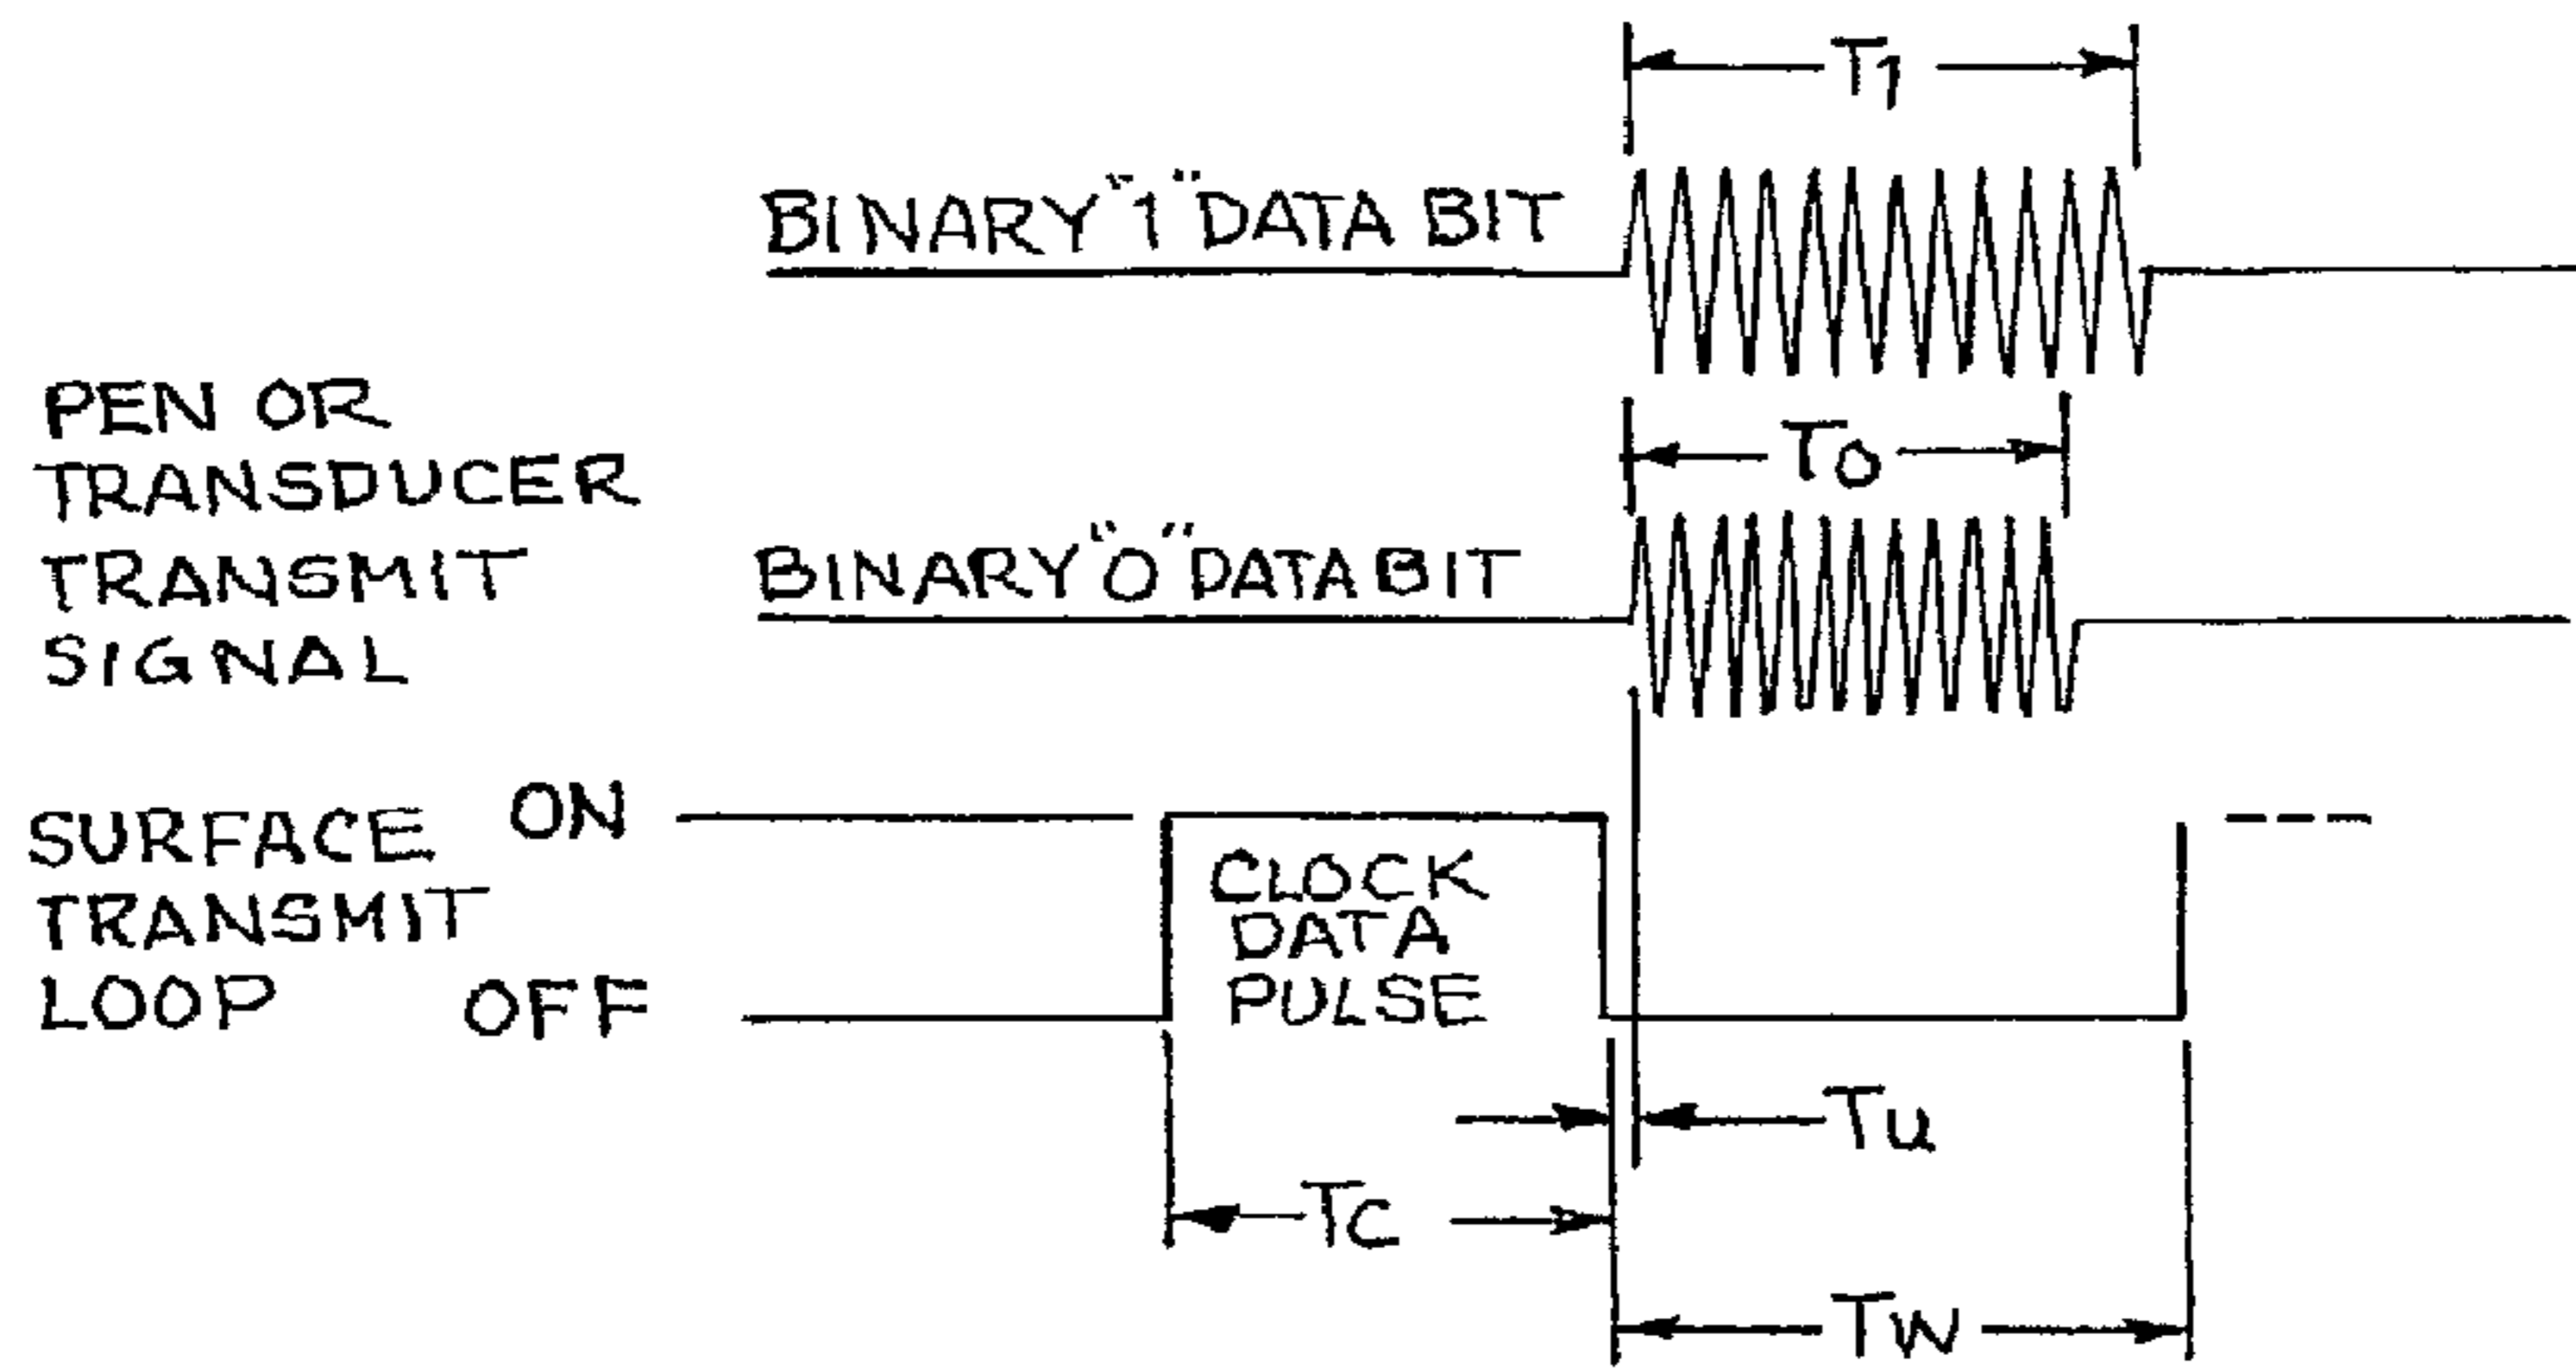 T1
BINARY "1" DATA BIT
PEN OR
TRANSDUCER
TRANSMIT
SIGNAL
TO
BINARY "0" DATA BIT
SURFACE
TRANSMIT
LOOP
ON
OFF
CLOCK
DATA
PULSE
TU
TC
TW